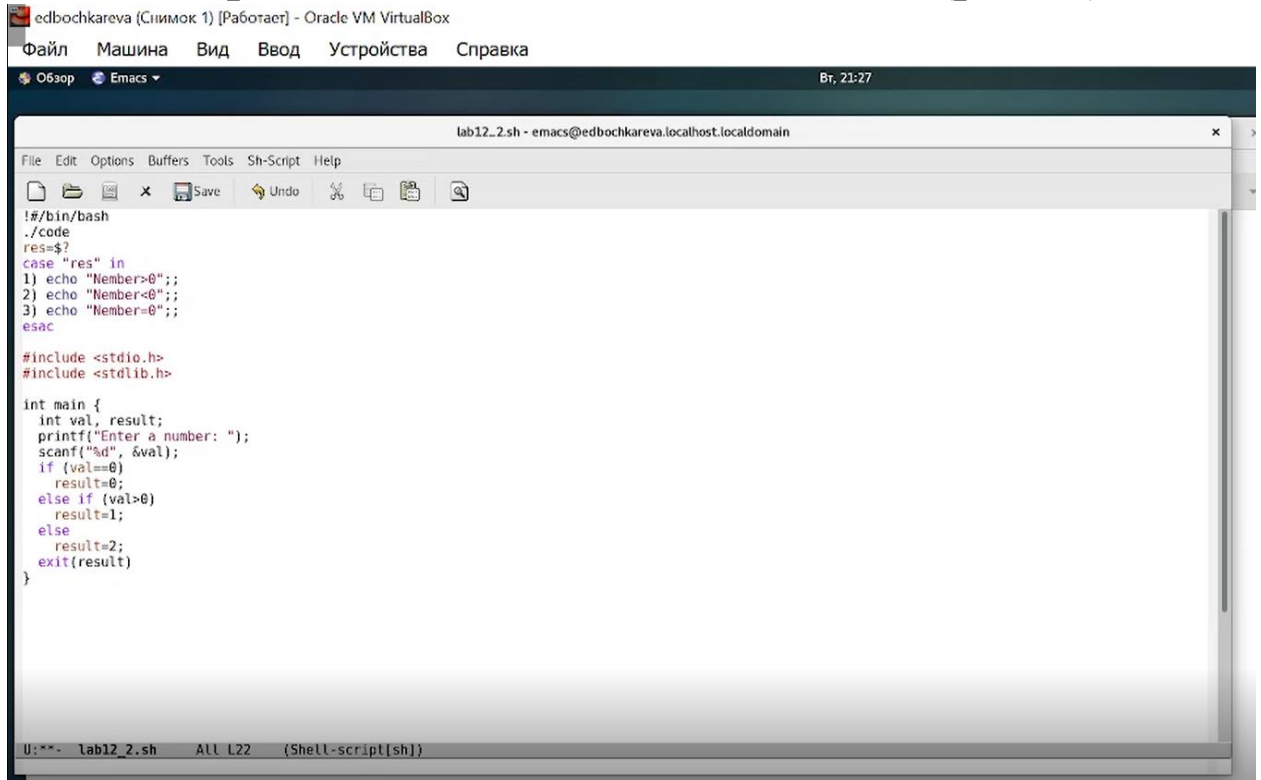 edbochkareva (Снимок 1) [Работает] - Oracle VM VirtualBox
Файл Машина Вид Ввод Устройства Справка
Обзор Emacs Вт, 21:27
lab12_2.sh - emacs@edbochkareva.localhost.localdomain
File Edit Options Buffers Tools Sh-Script Help
Save Undo
!#/bin/bash
./code
res=$?
case "res" in
1) echo "Nember>0";;
2) echo "Nember<0";;
3) echo "Nember=0";;
esac
#include <stdio.h>
#include <stdlib.h>
int main {
int val, result;
printf("Enter a number: ");
scanf("%d", &val);
if (val==0)
result=0;
else if (val>0)
result=1;
else
result=2;
exit(result)
}
U:**- lab12_2.sh All L22 (Shell-script[sh])